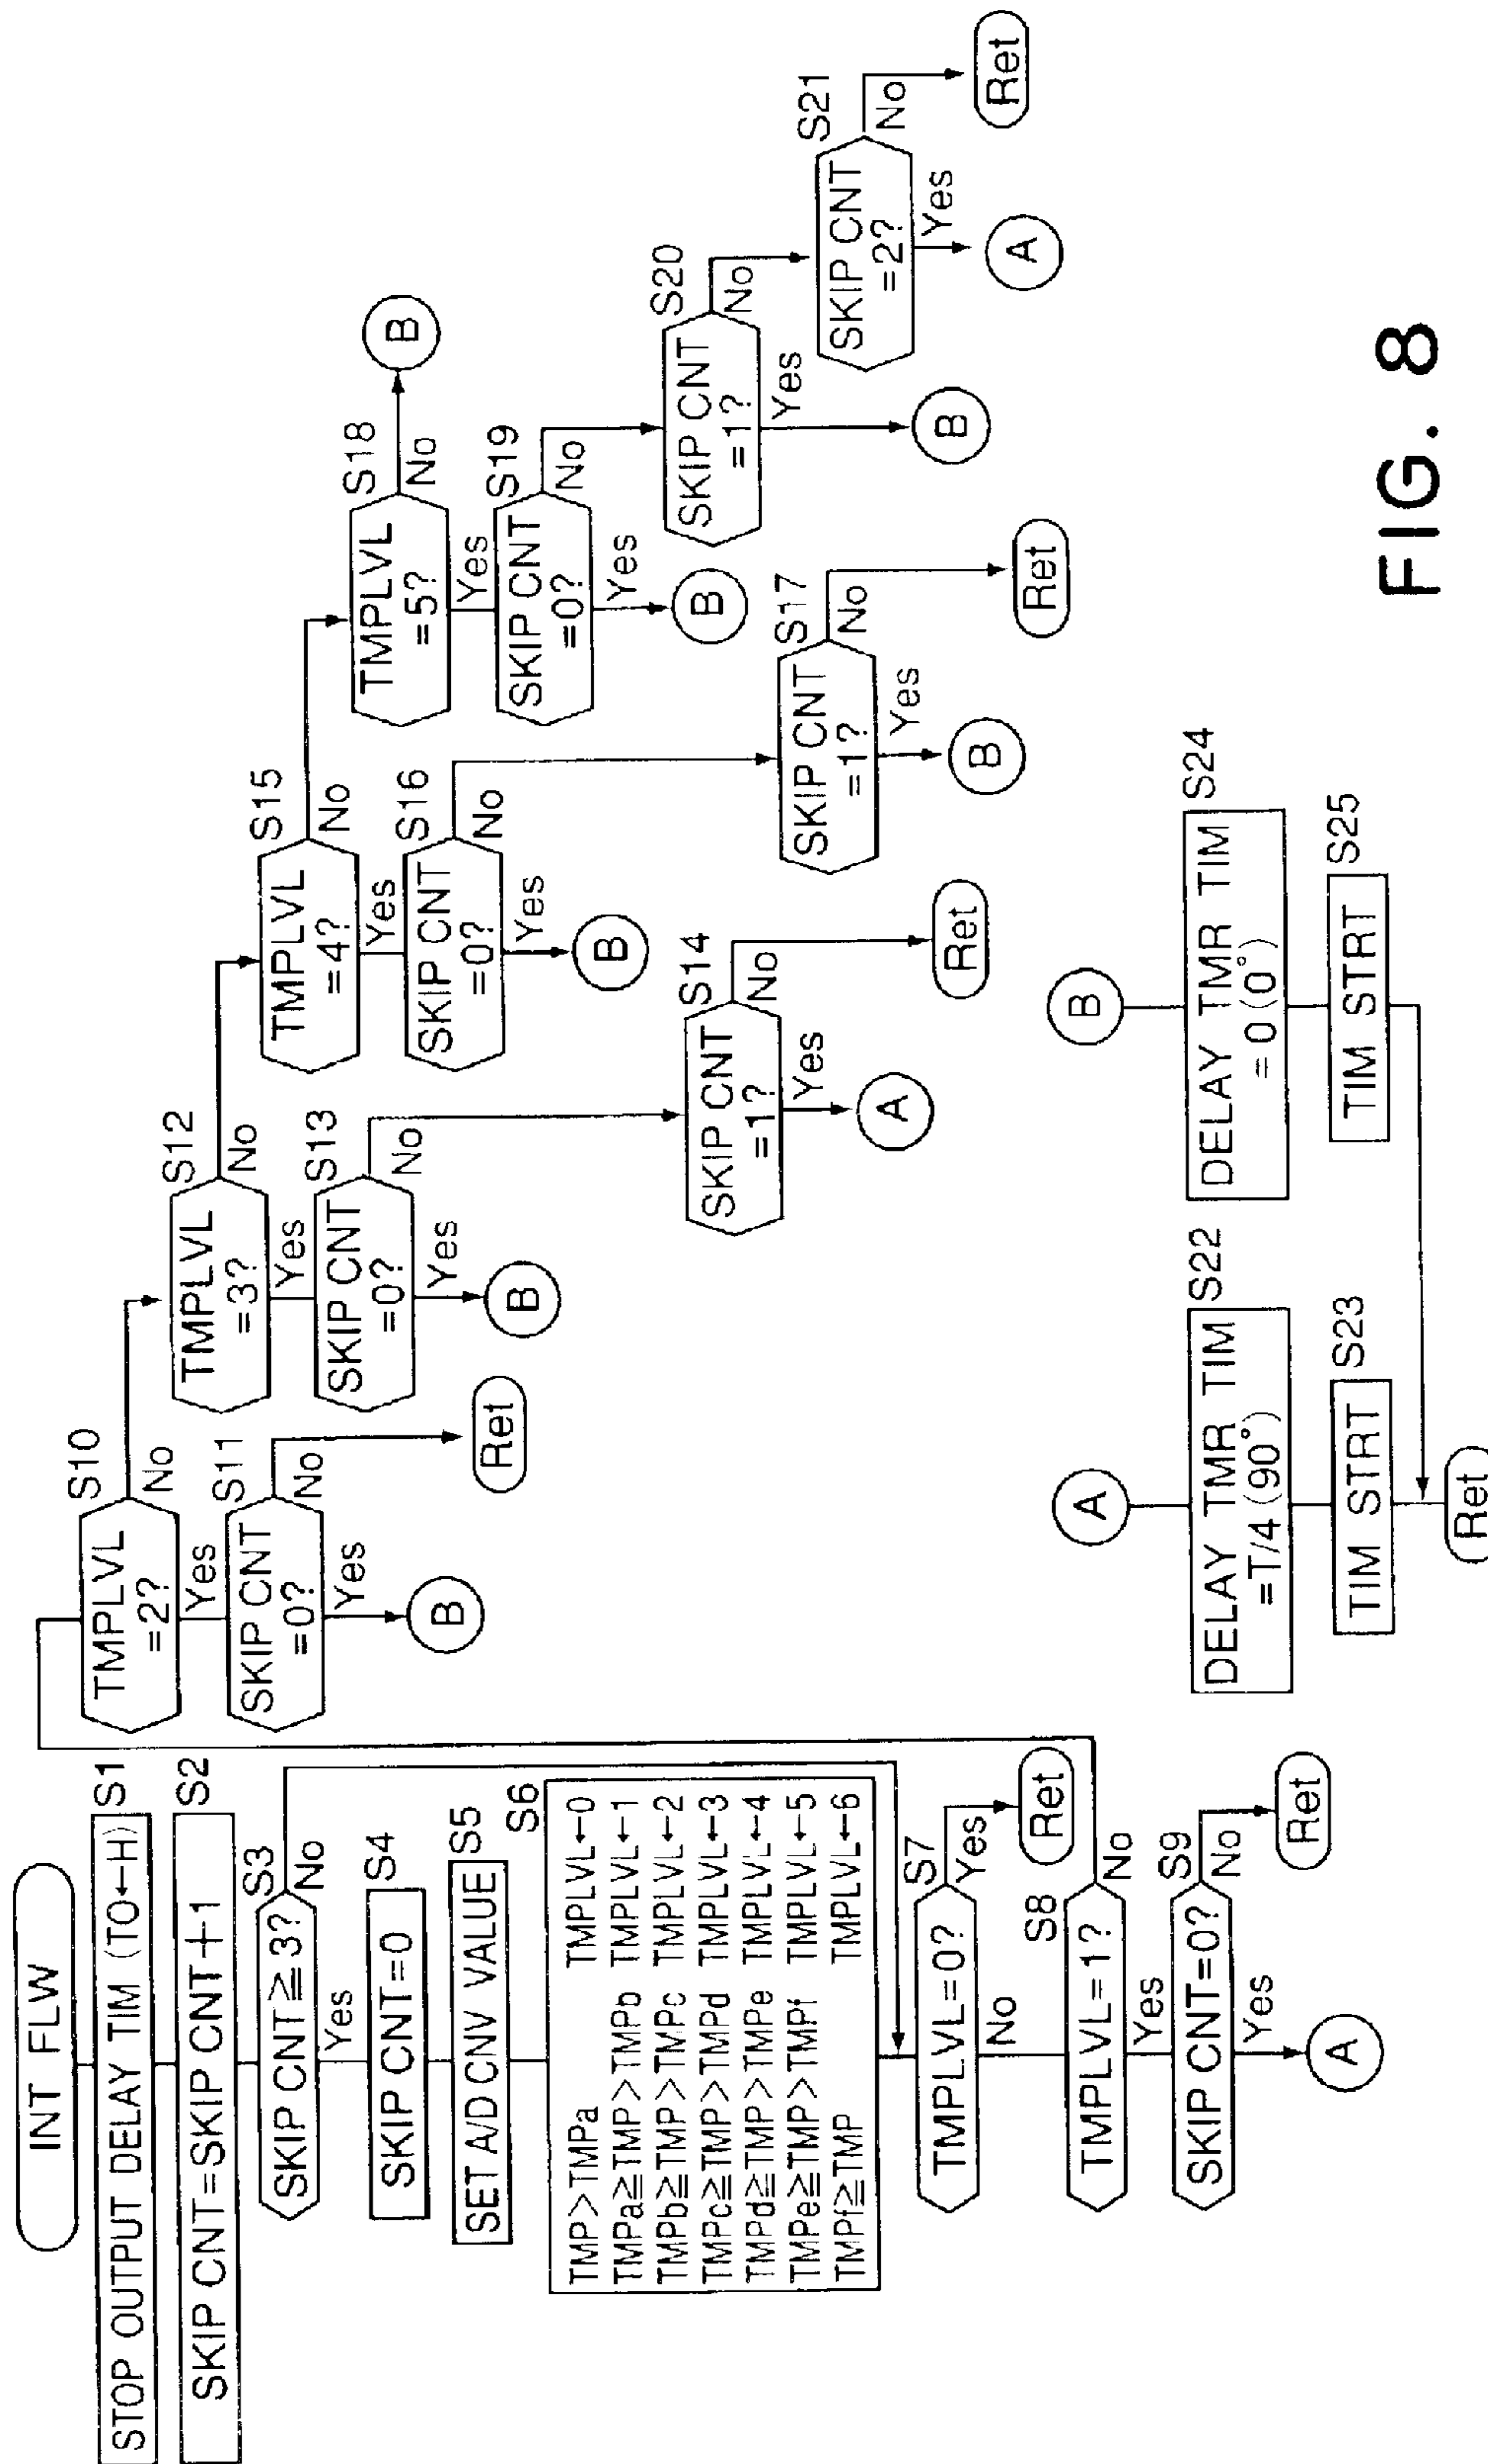 INT FLW
STOP OUTPUT DELAY TIM (TO←H) S1
SKIP CNT=SKIP CNT+1 S2
SKIP CNT≧3? S3
No
Yes
SKIP CNT=0 S4
SET A/D CNV VALUE S5
S6
TMP>TMPa TMPLVL←0
TMPa≧TMP>TMPb TMPLVL←1
TMPb≧TMP>TMPc TMPLVL←2
TMPc≧TMP>TMPd TMPLVL←3
TMPd≧TMP>TMPe TMPLVL←4
TMPe≧TMP>TMPf TMPLVL←5
TMPf≧TMP TMPLVL←6
TMPLVL=0? S7
Yes
Ret
No
S8
TMPLVL=1?
No
Yes
SKIP CNT=0? S9
No
Ret
Yes
A
S10
TMPLVL
=2?
No
Yes
S11
SKIP CNT
=0?
No
Ret
Yes
B
S12
TMPLVL
=3?
No
Yes
S13
SKIP CNT
=0?
No
Yes
B
S14
SKIP CNT
=1?
No
Ret
Yes
A
S15
TMPLVL
=4?
No
Yes
S16
SKIP CNT
=0?
No
Yes
B
S17
SKIP CNT
=1?
No
Ret
Yes
B
S18
TMPLVL
=5?
No
B
Yes
S19
SKIP CNT
=0?
No
Yes
B
S20
SKIP CNT
=1?
No
Yes
B
S21
SKIP CNT
=2?
No
Ret
Yes
A
A
S22
DELAY TMR TIM
=T/4 (90°)
S23
TIM STRT
Ret
B
S24
DELAY TMR TIM
= 0 (0°)
S25
TIM STRT
FIG. 8